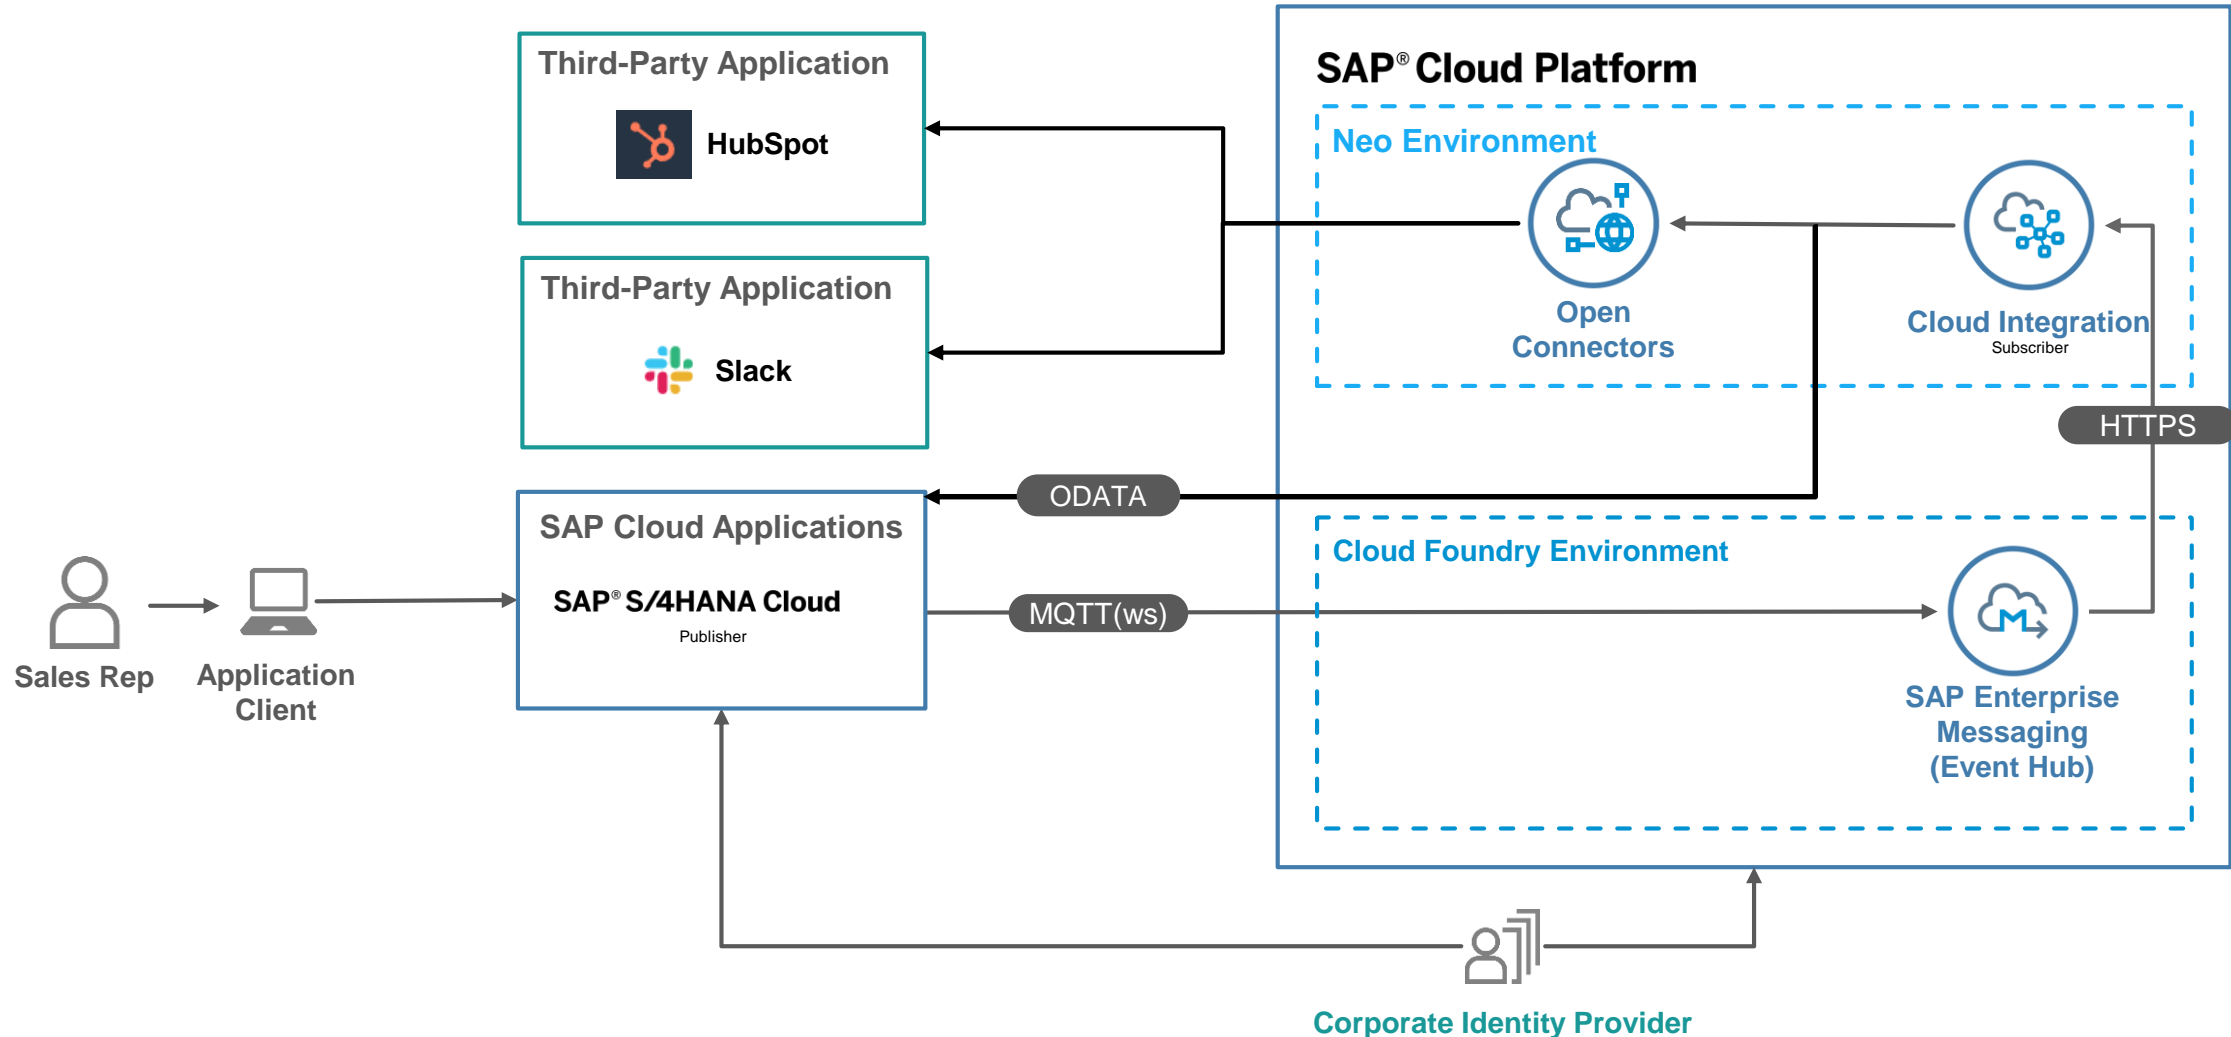 Third-Party Application
HubSpot
Third-Party Application
Slack
SAP Cloud Applications
SAP® S/4HANA Cloud
Publisher
Sales Rep
Application
Client
ODATA
MQTT(ws)
SAP® Cloud Platform
Neo Environment
Open
Connectors
Cloud Integration
Subscriber
HTTPS
Cloud Foundry Environment
SAP Enterprise
Messaging
(Event Hub)
Corporate Identity Provider